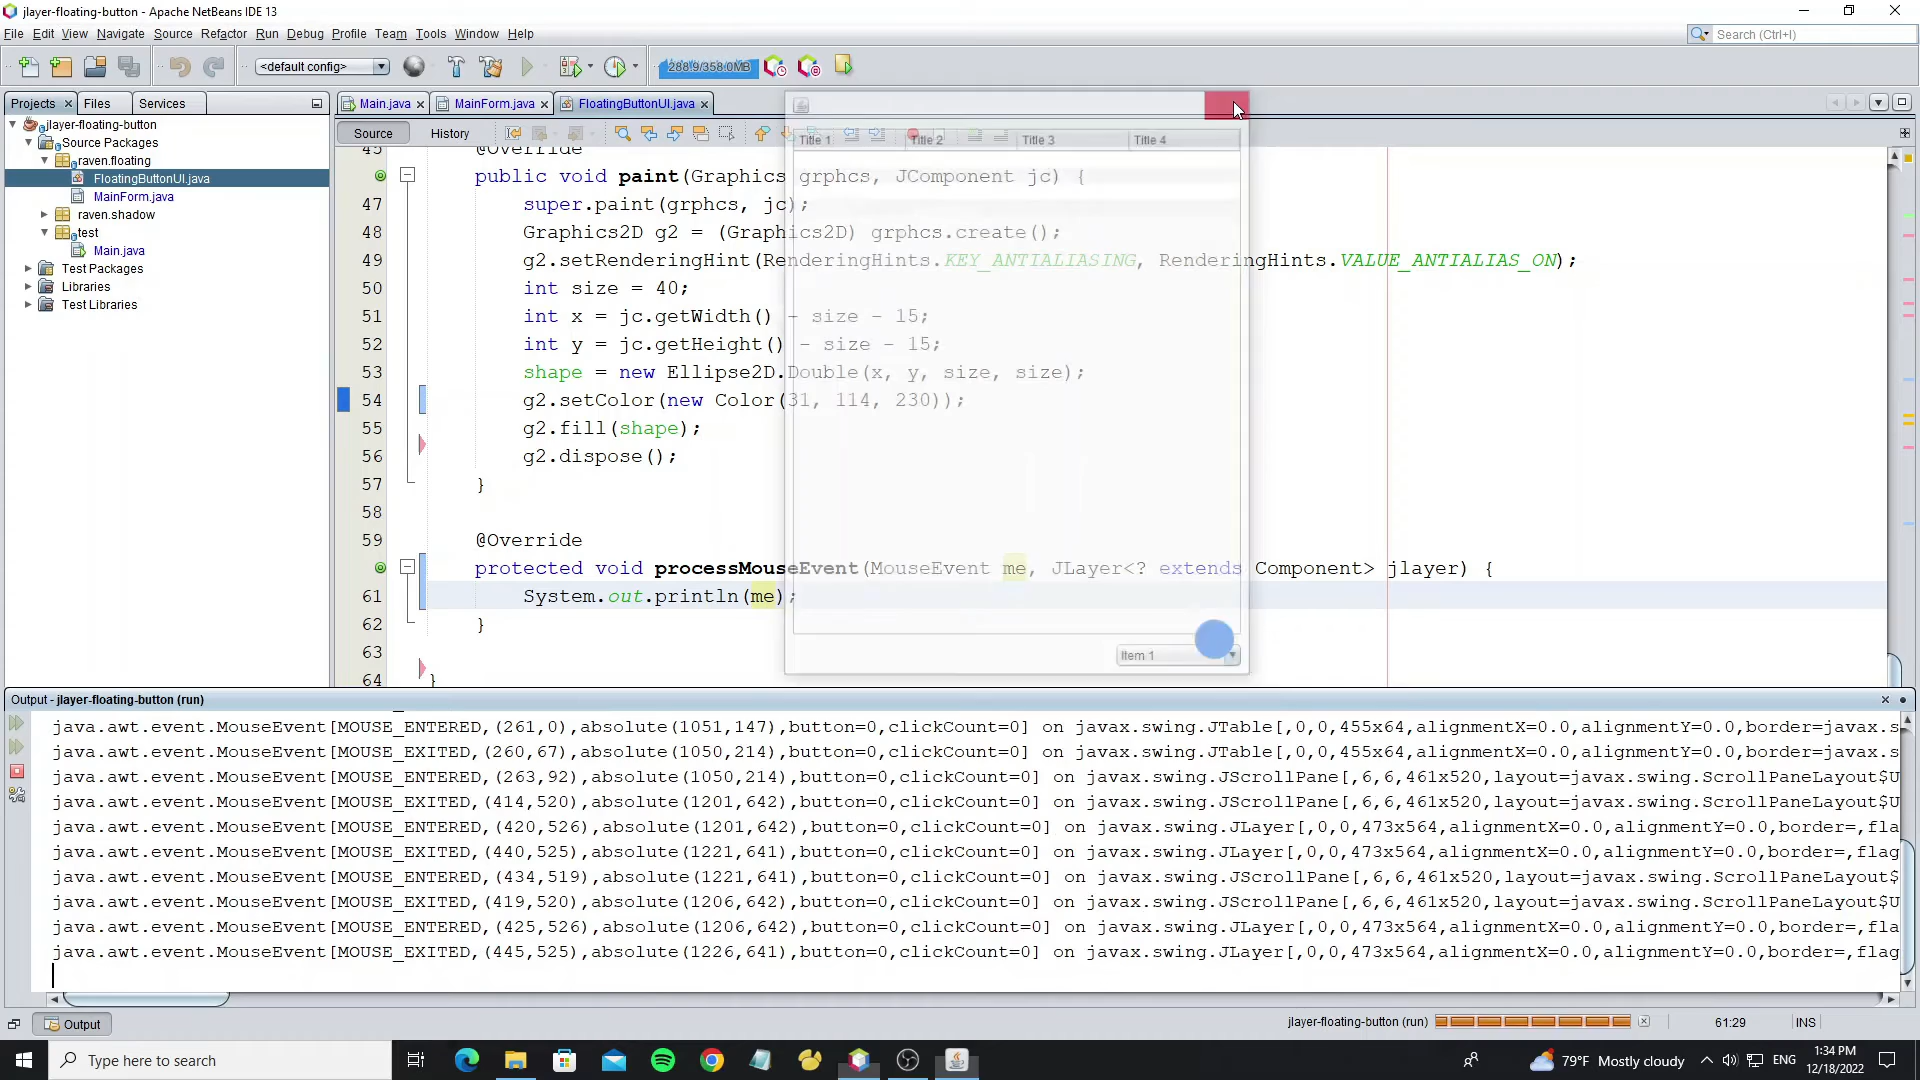 jlayer-floating-button - Apache NetBeans IDE 13
File Edit View Navigate Source Refactor Run Debug Profile Team Tools Window Help
Search (Ctrl+I)
<default config>
288.9/358.0MB
Projects Files Services
Main.java MainForm.java FloatingButtonUI.java
Source History
jlayer-floating-button
Source Packages
raven.floating
FloatingButtonUI.java
MainForm.java
raven.shadow
test
Main.java
Test Packages
Libraries
Test Libraries
Title 1 Title 2 Title 3 Title 4
45 @Override
public void paint(Graphics grphcs, JComponent jc) {
47 super.paint(grphcs, jc);
48 Graphics2D g2 = (Graphics2D) grphcs.create();
49 g2.setRenderingHint(RenderingHints.KEY_ANTIALIASING, RenderingHints.VALUE_ANTIALIAS_ON);
50 int size = 40;
51 int x = jc.getWidth() - size - 15;
52 int y = jc.getHeight() - size - 15;
53 shape = new Ellipse2D.Double(x, y, size, size);
54 g2.setColor(new Color(31, 114, 230));
55 g2.fill(shape);
56 g2.dispose();
57 }
58
59 @Override
protected void processMouseEvent(MouseEvent me, JLayer<? extends Component> jlayer) {
61 System.out.println(me);
62 }
63
64 }
Item 1
Output - jlayer-floating-button (run)
java.awt.event.MouseEvent[MOUSE_ENTERED,(261,0),absolute(1051,147),button=0,clickCount=0] on javax.swing.JTable[,0,0,455x64,alignmentX=0.0,alignmentY=0.0,border=javax.s
java.awt.event.MouseEvent[MOUSE_EXITED,(260,67),absolute(1050,214),button=0,clickCount=0] on javax.swing.JTable[,0,0,455x64,alignmentX=0.0,alignmentY=0.0,border=javax.s
java.awt.event.MouseEvent[MOUSE_ENTERED,(263,92),absolute(1050,214),button=0,clickCount=0] on javax.swing.JScrollPane[,6,6,461x520,layout=javax.swing.ScrollPaneLayout$U
java.awt.event.MouseEvent[MOUSE_EXITED,(414,520),absolute(1201,642),button=0,clickCount=0] on javax.swing.JScrollPane[,6,6,461x520,layout=javax.swing.ScrollPaneLayout$U
java.awt.event.MouseEvent[MOUSE_ENTERED,(420,526),absolute(1201,642),button=0,clickCount=0] on javax.swing.JLayer[,0,0,473x564,alignmentX=0.0,alignmentY=0.0,border=,flag
java.awt.event.MouseEvent[MOUSE_EXITED,(440,525),absolute(1221,641),button=0,clickCount=0] on javax.swing.JLayer[,0,0,473x564,alignmentX=0.0,alignmentY=0.0,border=,flag
java.awt.event.MouseEvent[MOUSE_ENTERED,(434,519),absolute(1221,641),button=0,clickCount=0] on javax.swing.JScrollPane[,6,6,461x520,layout=javax.swing.ScrollPaneLayout$
java.awt.event.MouseEvent[MOUSE_EXITED,(419,520),absolute(1206,642),button=0,clickCount=0] on javax.swing.JScrollPane[,6,6,461x520,layout=javax.swing.ScrollPaneLayout$U
java.awt.event.MouseEvent[MOUSE_ENTERED,(425,526),absolute(1206,642),button=0,clickCount=0] on javax.swing.JLayer[,0,0,473x564,alignmentX=0.0,alignmentY=0.0,border=,fla
java.awt.event.MouseEvent[MOUSE_EXITED,(445,525),absolute(1226,641),button=0,clickCount=0] on javax.swing.JLayer[,0,0,473x564,alignmentX=0.0,alignmentY=0.0,border=,flag
Output
jlayer-floating-button (run) 61:29 INS
Type here to search
79°F Mostly cloudy ENG 1:34 PM
12/18/2022